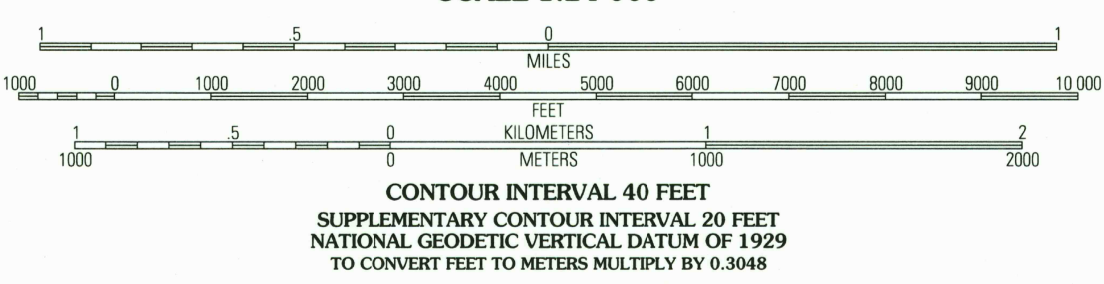 1 .5 0 1
MILES
1000 0 1000 2000 3000 4000 5000 6000 7000 8000 9000 10 000
FEET
1 .5 0 KILOMETERS 1 2
1000 0 METERS 1000 2000
CONTOUR INTERVAL 40 FEET
SUPPLEMENTARY CONTOUR INTERVAL 20 FEET
NATIONAL GEODETIC VERTICAL DATUM OF 1929
TO CONVERT FEET TO METERS MULTIPLY BY 0.3048